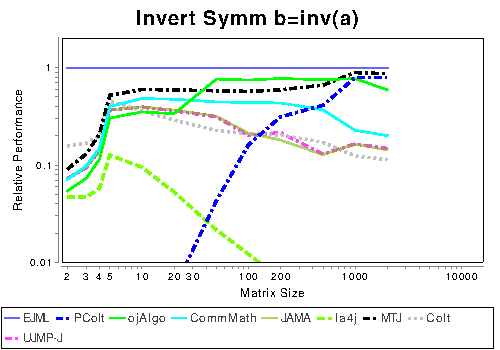 Invert Symm b=inv(a)
Relative Performance
1
0.1
0.01
2 3 4 5 10 20 30 100 200 1000 2000 10000
Matrix Size
EJML PColt ojAlgo CommMath JAMA la4j MTJ Colt
UJMP-J